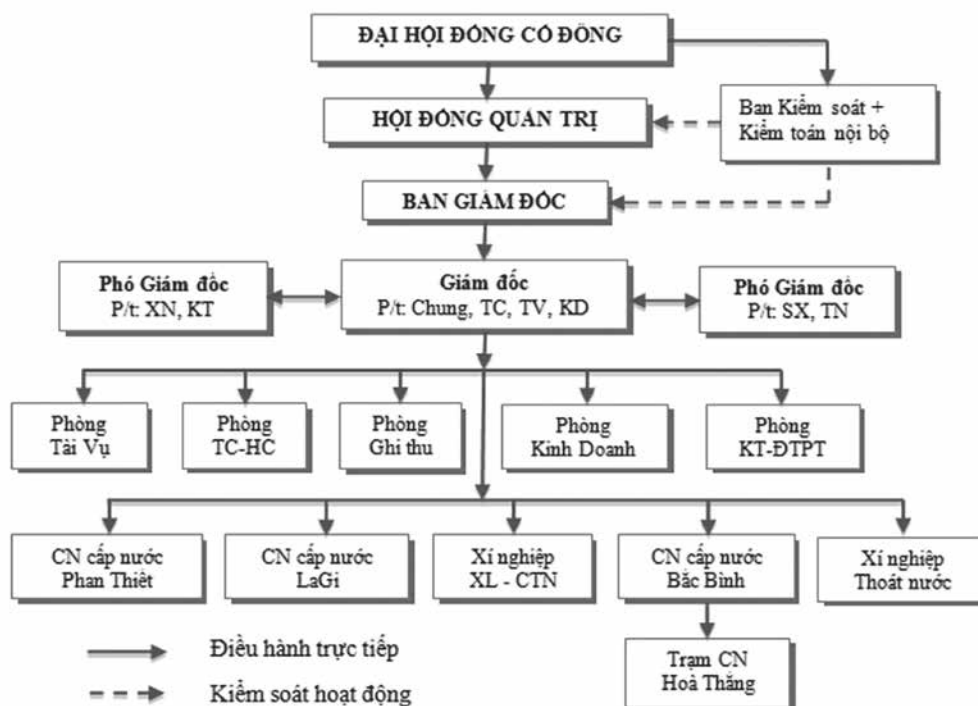 ĐẠI HỘI ĐỒNG CỔ ĐÔNG
Ban Kiểm soát +
Kiểm toán nội bộ
HỘI ĐỒNG QUẢN TRỊ
BAN GIÁM ĐỐC
Phó Giám đốc
P/t: XN, KT
Giám đốc
P/t: Chung, TC, TV, KD
Phó Giám đốc
P/t: SX, TN
Phòng
Tài Vụ
Phòng
TC-HC
Phòng
Ghi thu
Phòng
Kinh Doanh
Phòng
KT-ĐTPT
CN cấp nước
Phan Thiết
CN cấp nước
LaGi
Xí nghiệp
XL - CTN
CN cấp nước
Bắc Bình
Xí nghiệp
Thoát nước
Trạm CN
Hoà Thắng
Điều hành trực tiếp
Kiểm soát hoạt động